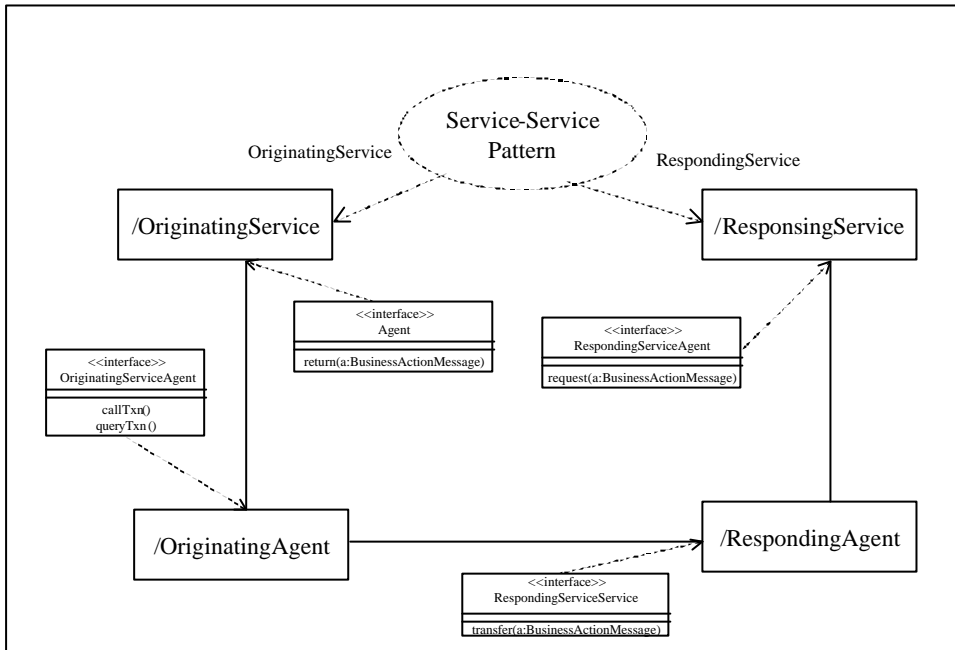 Service-Service
Pattern
OriginatingService
RespondingService
/OriginatingService
/ResponsingService
<<interface>>
Agent
return(a:BusinessActionMessage)
<<interface>>
RespondingServiceAgent
request(a:BusinessActionMessage)
<<interface>>
OriginatingServiceAgent
callTxn()
queryTxn ()
/OriginatingAgent
/RespondingAgent
<<interface>>
RespondingServiceService
transfer(a:BusinessActionMessage)